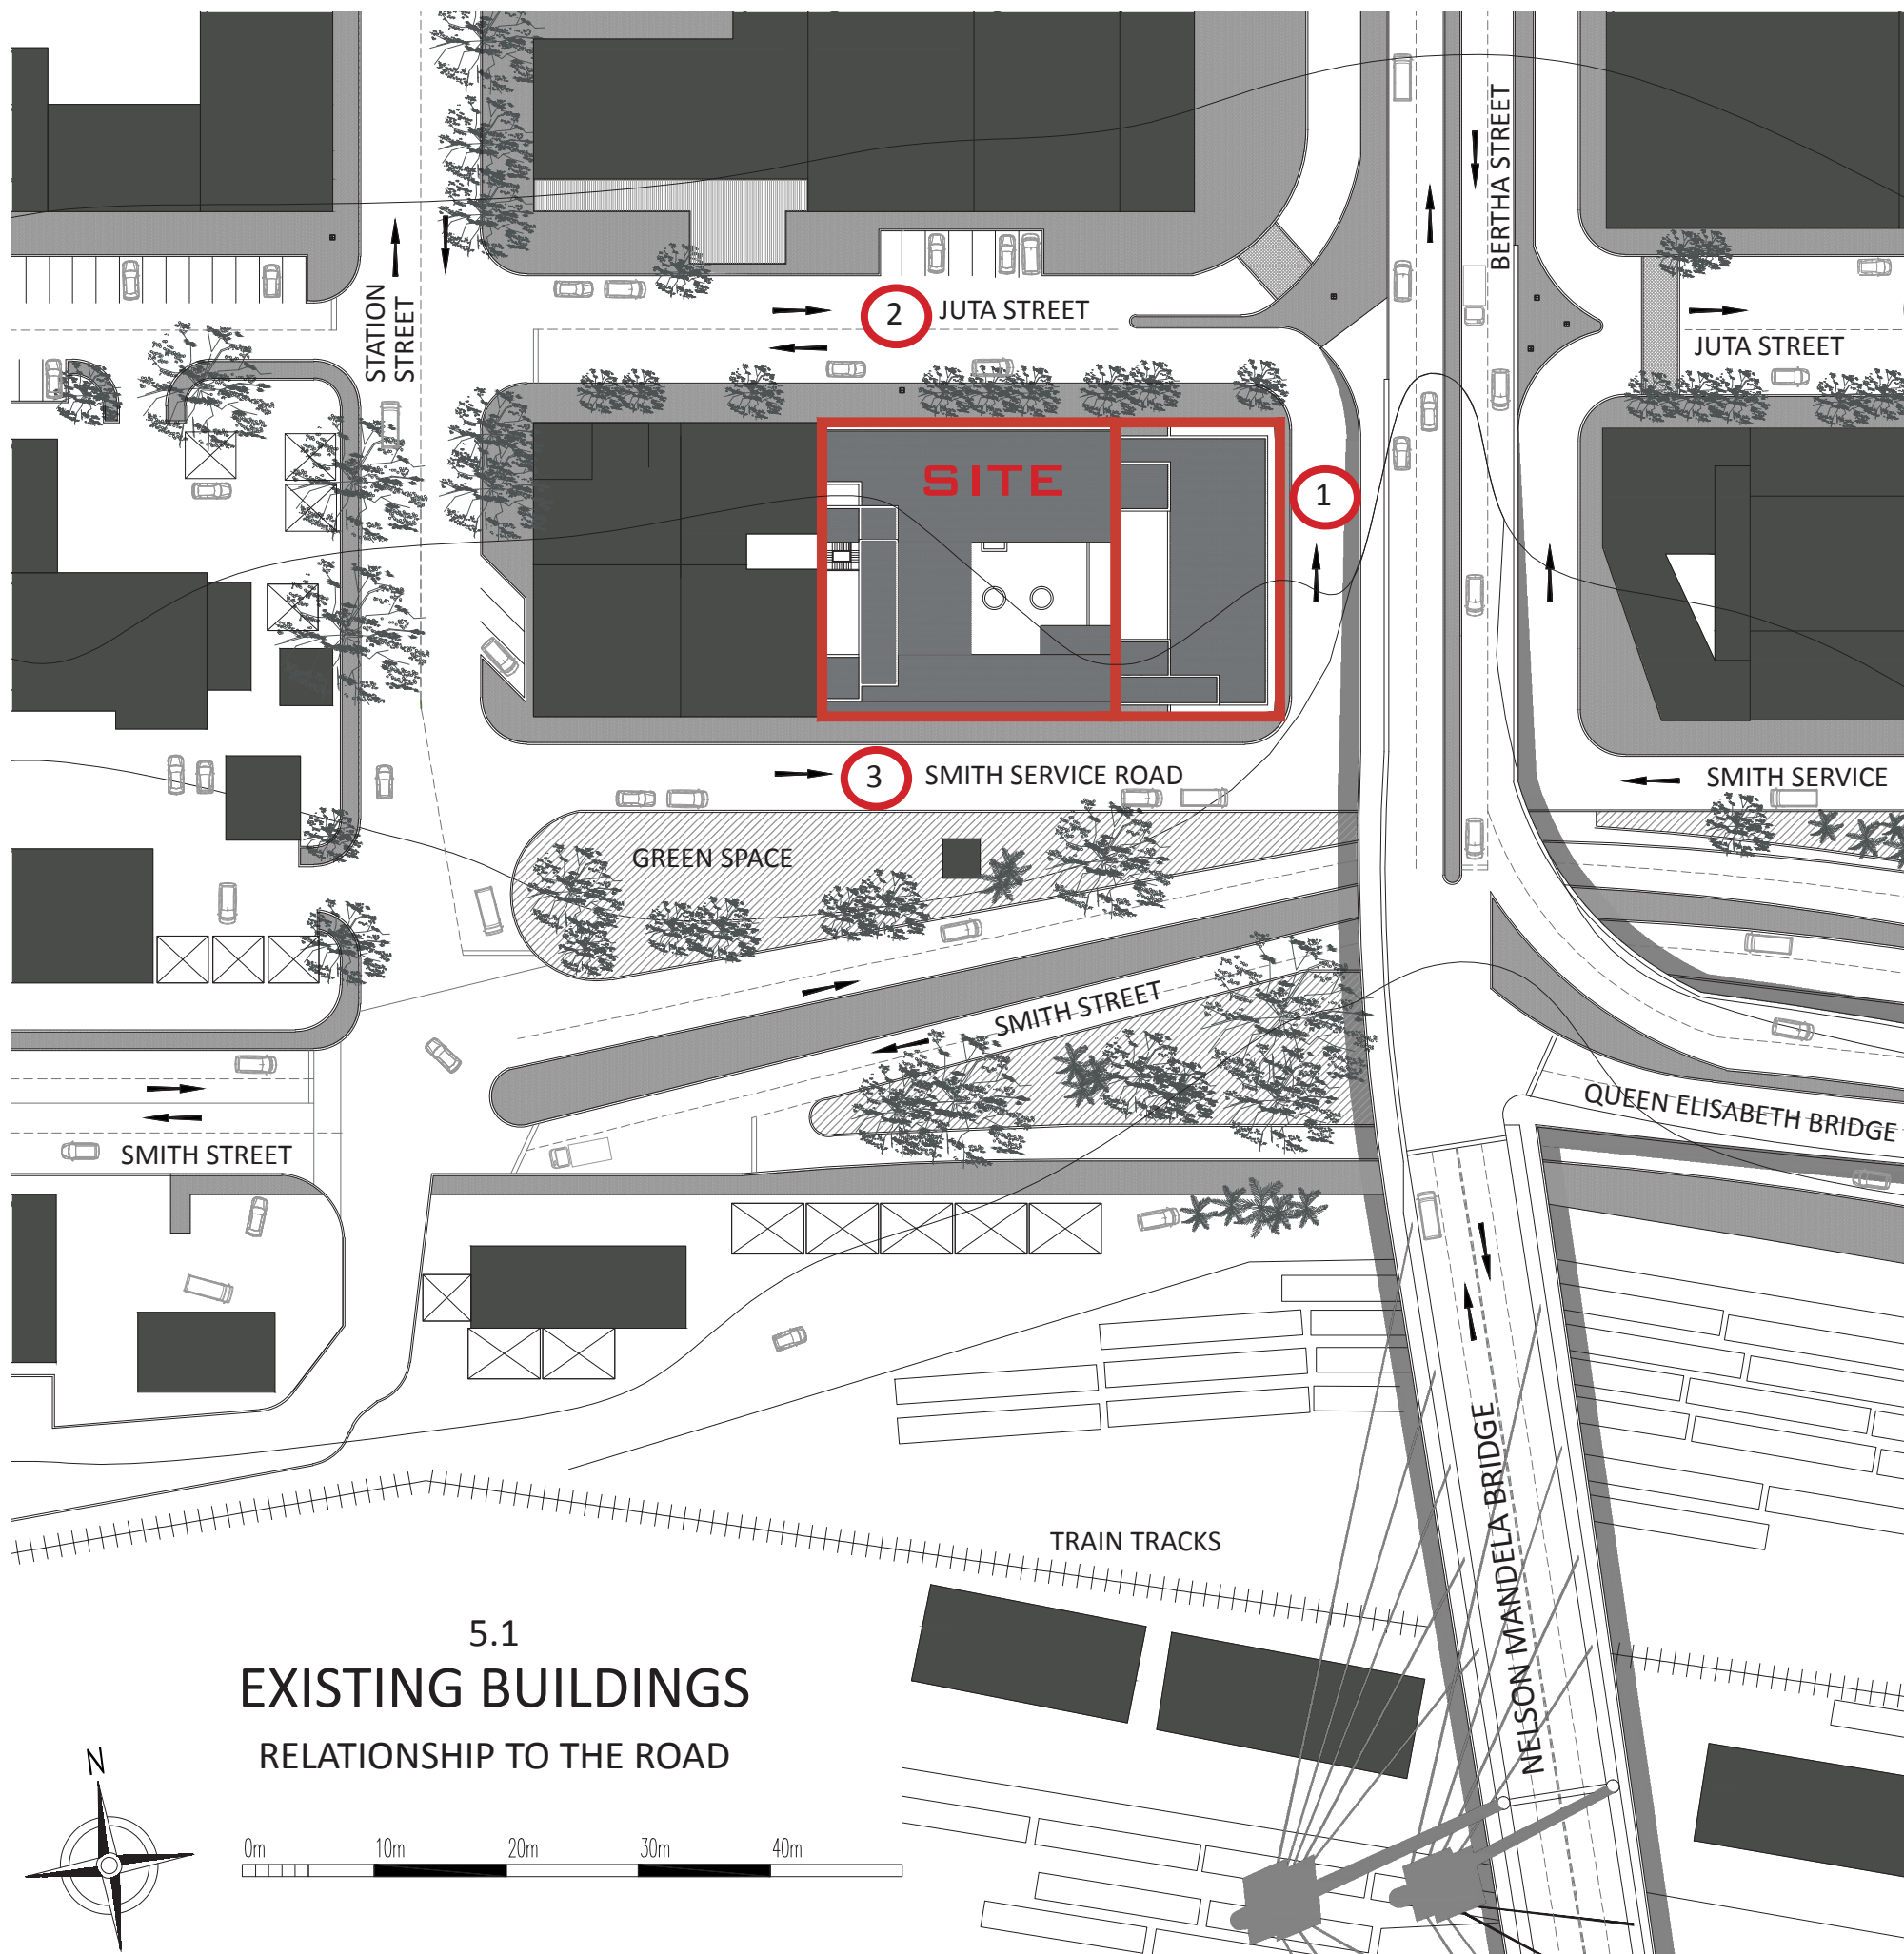 BERTHA STREET
STATION
STREET
2
JUTA STREET
JUTA STREET
SITE
1
3
SMITH SERVICE ROAD
SMITH SERVICE
GREEN SPACE
SMITH STREET
QUEEN ELISABETH BRIDGE
SMITH STREET
NELSON MANDELA BRIDGE
TRAIN TRACKS
5.1
EXISTING BUILDINGS
RELATIONSHIP TO THE ROAD
N
0m 10m 20m 30m 40m